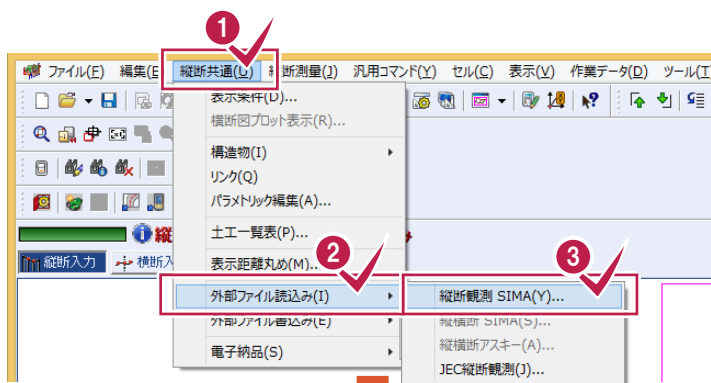 1
ファイル(F) 編集(E 縦断共通(U) 縦断測量(J) 汎用コマンド(Y) セル(C) 表示(V) 作業データ(D) ツール(T
表示条件(D)...
横断図プロット表示(R)...
構造物(I)
リンク(Q)
パラメトリック編集(A)...
土工一覧表(P)...
縦
2
3
縦断入力 横断入
表示距離丸め(M)...
外部ファイル読込み(I) 縦断観測 SIMA(Y)...
外部ファイル書込み(E) 縦横断 SIMA(S)...
縦横断アスキー(A)...
電子納品(S)
JEC縦断観測(J)...